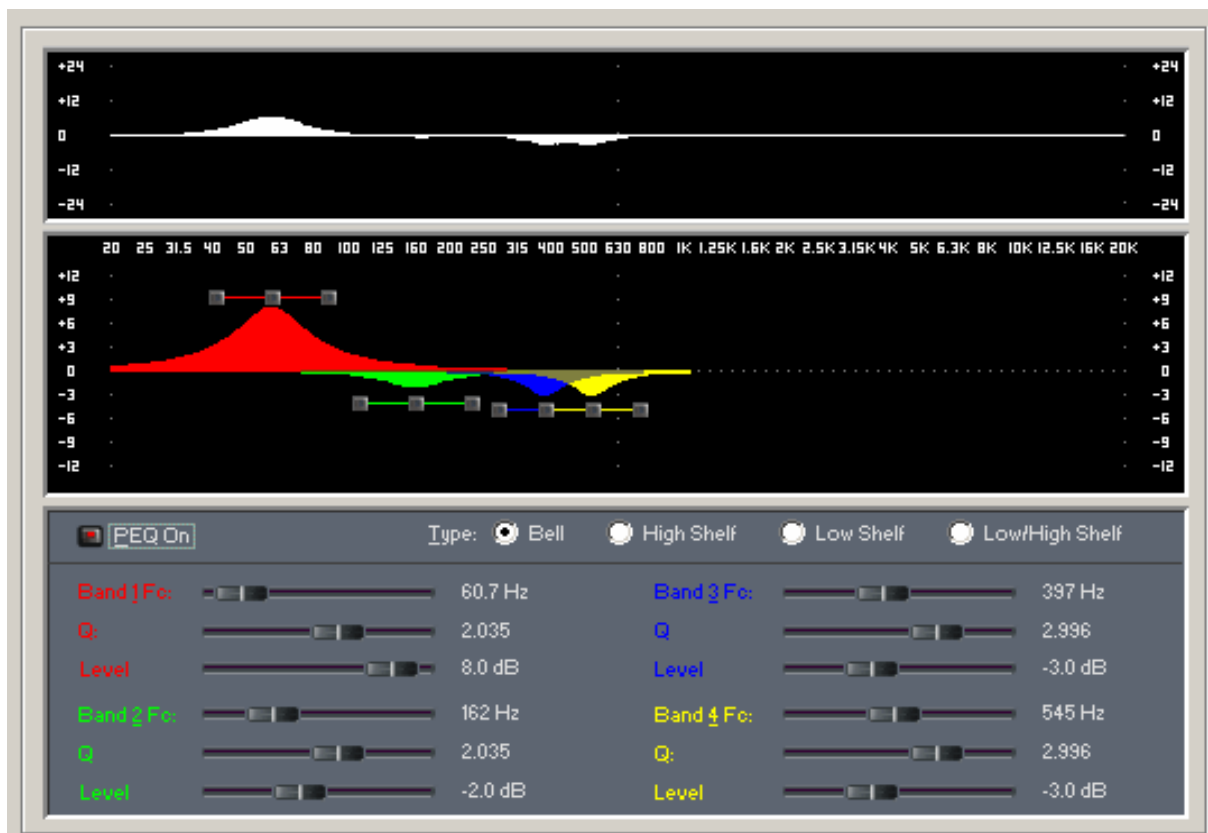 +24 +24
+12 +12
0 0
-12 -12
-24 -24
20 25 31.5 40 50 63 80 100 125 160 200 250 315 400 500 630 800 1K 1.25K 1.6K 2K 2.5K 3.15K 4K 5K 6.3K 8K 10K 12.5K 16K 20K
+12 +12
+9 +9
+6 +6
+3 +3
0 0
-3 -3
-6 -6
-9 -9
-12 -12
PEQ On Type: Bell High Shelf Low Shelf Low/High Shelf
Band 1 Fc: 60.7 Hz Band 3 Fc: 397 Hz
Q: 2.035 Q 2.996
Level 8.0 dB Level -3.0 dB
Band 2 Fc: 162 Hz Band 4 Fc: 545 Hz
Q 2.035 Q: 2.996
Level -2.0 dB Level -3.0 dB